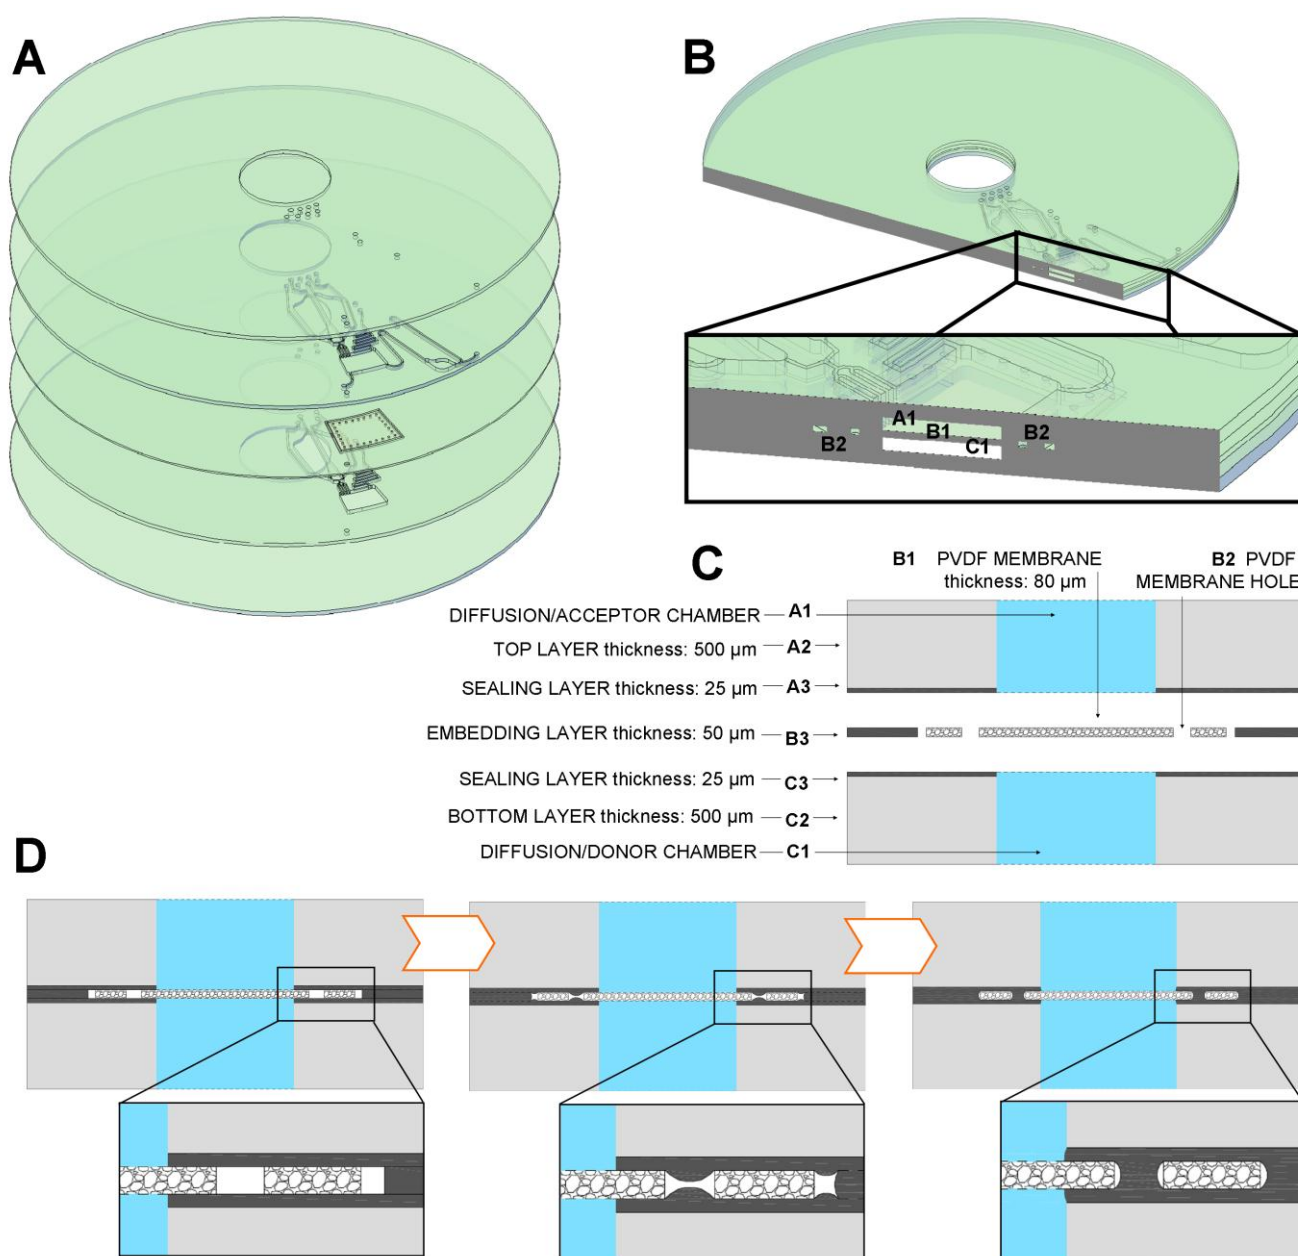 A
B
A1
B1
B2
B2
C1
C
B1 PVDF MEMBRANE
thickness: 80 µm
B2 PVDF
MEMBRANE HOLE
DIFFUSION/ACCEPTOR CHAMBER A1
TOP LAYER thickness: 500 µm A2
SEALING LAYER thickness: 25 µm A3
EMBEDDING LAYER thickness: 50 µm B3
SEALING LAYER thickness: 25 µm C3
BOTTOM LAYER thickness: 500 µm C2
DIFFUSION/DONOR CHAMBER C1
D